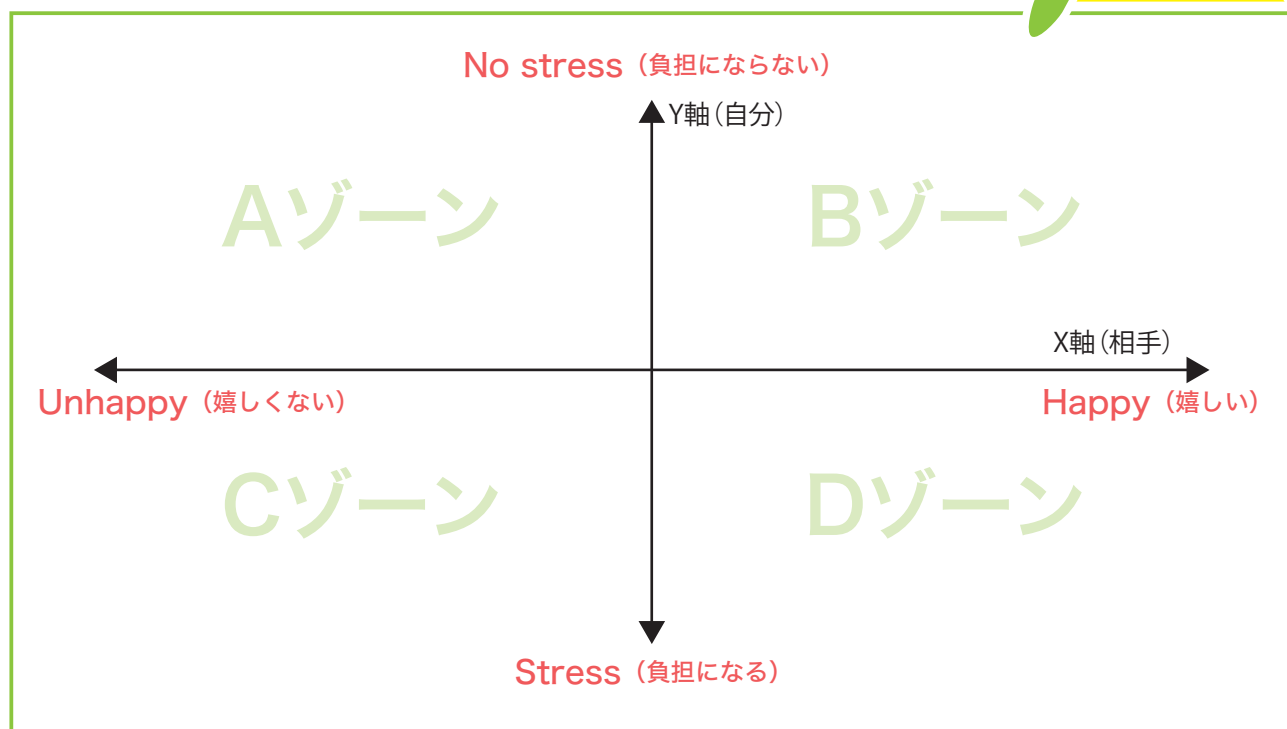 No stress（負担にならない）
Y軸（自分）
Aゾーン
Bゾーン
X軸（相手）
Unhappy（嬉しくない）
Happy（嬉しい）
Cゾーン
Dゾーン
Stress（負担になる）